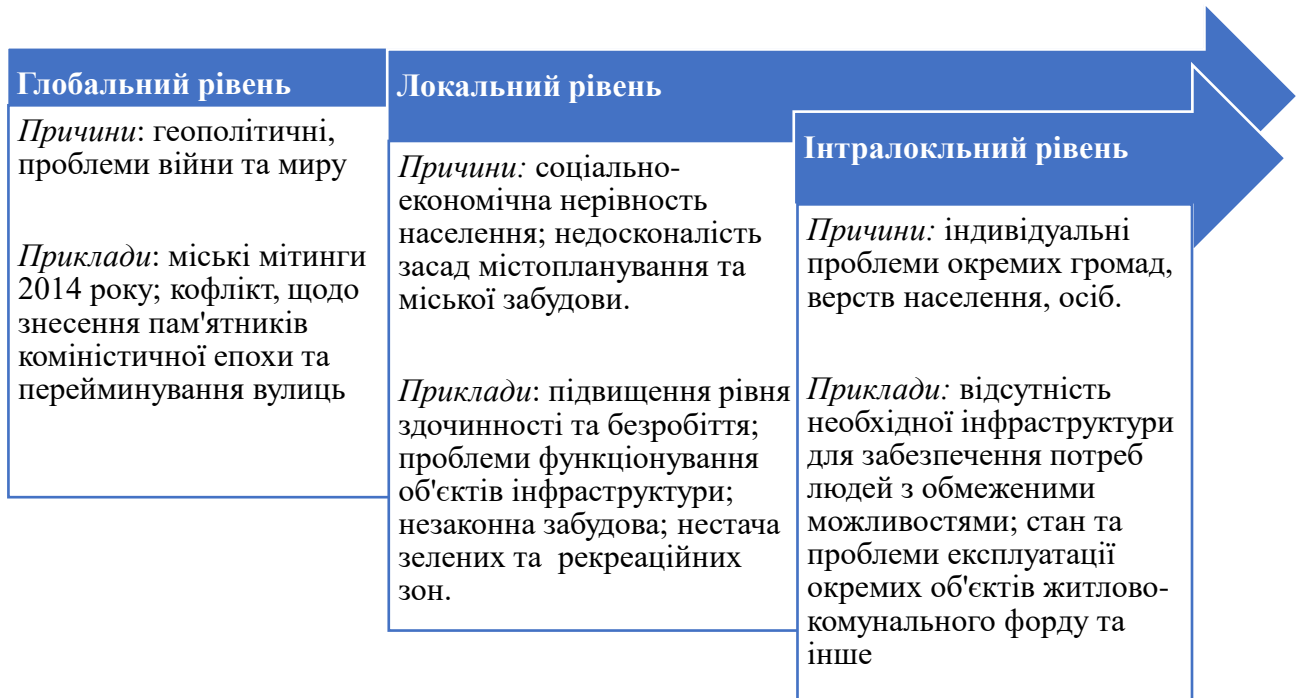 Глобальний рівень
Причини: геополітичні,
проблеми війни та миру
Приклади: міські мітинги
2014 року; кофлікт, щодо
знесення пам'ятників
коміністичної епохи та
перейминування вулиць
Локальний рівень
Причини: соціально-
економічна нерівність
населення; недосконалість
засад містопланування та
міської забудови.
Приклади: підвищення рівня
здочинності та безробіття;
проблеми функціонування
об'єктів інфраструктури;
незаконна забудова; нестача
зелених та рекреаційних
зон.
Інтралокльний рівень
Причини: індивідуальні
проблеми окремих громад,
верств населення, осіб.
Приклади: відсутність
необхідної інфраструктури
для забезпечення потреб
людей з обмеженими
можливостями; стан та
проблеми експлуатації
окремих об'єктів житлово-
комунального форду та
інше